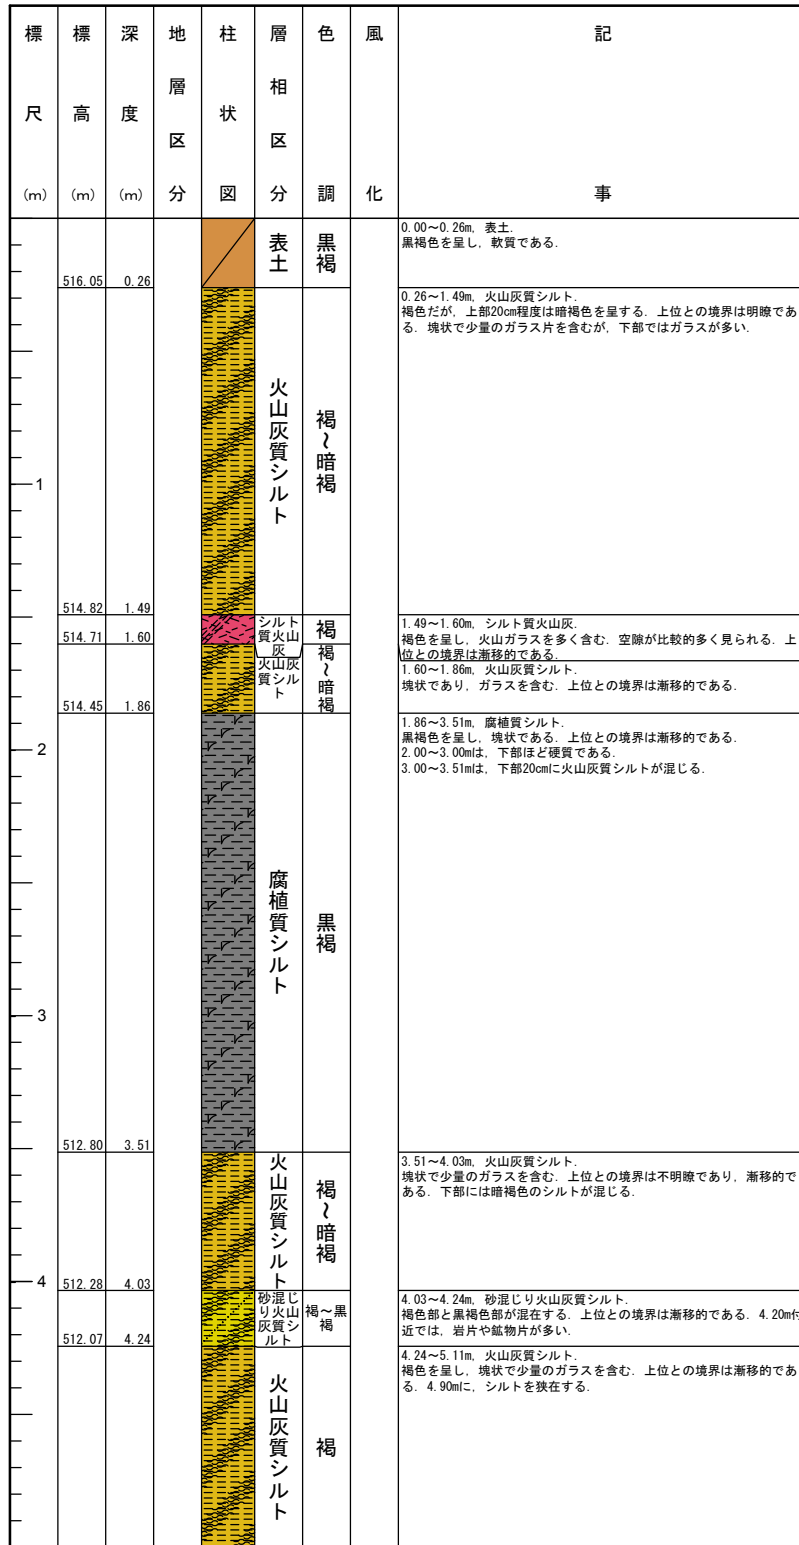 標尺(m) 標高(m) 深度(m) 地層区分 柱状図 層相区分 色調 風化 記事
516.05 0.26 表土 黒褐
0.00～0.26m, 表土.
黒褐色を呈し, 軟質である.
1
514.82 1.49 火山灰質シルト 褐～暗褐
0.26～1.49m, 火山灰質シルト.
褐色だが, 上部20cm程度は暗褐色を呈する. 上位との境界は明瞭であ
る. 塊状で少量のガラス片を含むが, 下部ではガラスが多い.
514.71 1.60 シルト質火山灰 褐
1.49～1.60m, シルト質火山灰.
褐色を呈し, 火山ガラスを多く含む. 空隙が比較的多く見られる. 上
位との境界は漸移的である.
514.45 1.86 火山灰質シルト 褐～暗褐
1.60～1.86m, 火山灰質シルト.
塊状であり, ガラスを含む. 上位との境界は漸移的である.
2
3
512.80 3.51 腐植質シルト 黒褐
1.86～3.51m, 腐植質シルト.
黒褐色を呈し, 塊状である. 上位との境界は漸移的である.
2.00～3.00mは, 下部ほど硬質である.
3.00～3.51mは, 下部20cmに火山灰質シルトが混じる.
4
512.28 4.03 火山灰質シルト 褐～暗褐
3.51～4.03m, 火山灰質シルト.
塊状で少量のガラスを含む. 上位との境界は不明瞭であり, 漸移的で
ある. 下部には暗褐色のシルトが混じる.
512.07 4.24 砂混じり火山灰質シルト 褐～黒褐
4.03～4.24m, 砂混じり火山灰質シルト.
褐色部と黒褐色部が混在する. 上位との境界は漸移的である. 4.20m付
近では, 岩片や鉱物片が多い.
火山灰質シルト 褐
4.24～5.11m, 火山灰質シルト.
褐色を呈し, 塊状で少量のガラスを含む. 上位との境界は漸移的であ
る. 4.90mに, シルトを狭在する.